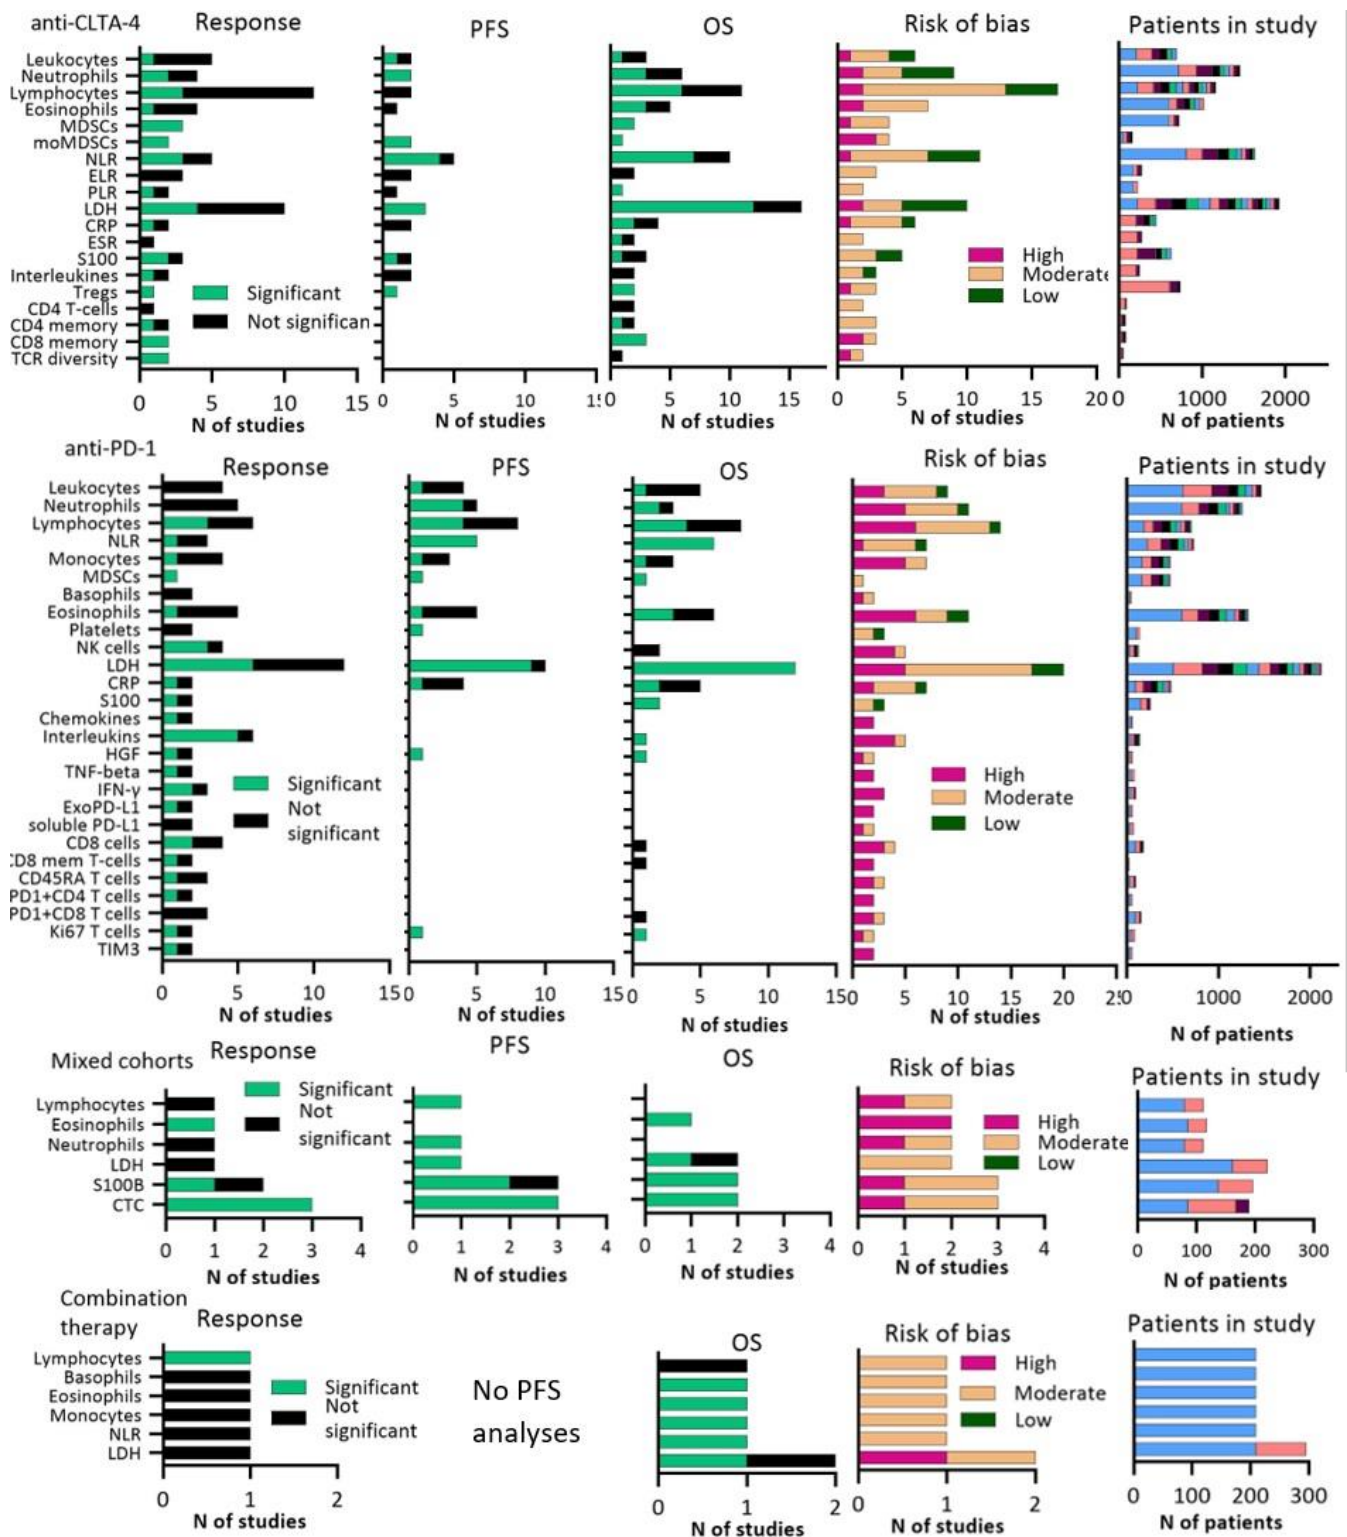 anti-CLTA-4
Response
PFS
OS
Risk of bias
Patients in study
Leukocytes
Neutrophils
Lymphocytes
Eosinophils
MDSCs
moMDSCs
NLR
ELR
PLR
LDH
CRP
ESR
S100
Interleukines
Tregs
CD4 T-cells
CD4 memory
CD8 memory
TCR diversity
Significant
Not significan
High
Moderate
Low
0 5 10 15
0 5 10 1
0 5 10 15
0 5 10 15 20
0 1000 2000
N of studies
N of studies
N of studies
N of studies
N of patients
anti-PD-1
Response
PFS
OS
Risk of bias
Patients in study
Leukocytes
Neutrophils
Lymphocytes
NLR
Monocytes
MDSCs
Basophils
Eosinophils
Platelets
NK cells
LDH
CRP
S100
Chemokines
Interleukins
HGF
TNF-beta
IFN-γ
ExoPD-L1
soluble PD-L1
CD8 cells
CD8 mem T-cells
CD45RA T cells
PD1+CD4 T cells
PD1+CD8 T cells
Ki67 T cells
TIM3
Significant
Not
significant
High
Moderate
Low
0 5 10 15
0 5 10 15
0 5 10 15
0 5 10 15 20 2
0 1000 2000
N of studies
N of studies
N of studies
N of studies
N of patients
Mixed cohorts
Response
PFS
OS
Risk of bias
Patients in study
Lymphocytes
Eosinophils
Neutrophils
LDH
S100B
CTC
Significant
Not
significant
High
Moderate
Low
0 1 2 3 4
0 1 2 3 4
0 1 2 3 4
0 1 2 3 4
0 100 200 300
N of studies
N of studies
N of studies
N of studies
N of patients
Combination
therapy
Response
OS
Risk of bias
Patients in study
Lymphocytes
Basophils
Eosinophils
Monocytes
NLR
LDH
Significant
Not
significant
No PFS
analyses
High
Moderate
Low
0 1 2
0 1 2
0 1 2
0 100 200 300
N of studies
N of studies
N of studies
N of patients